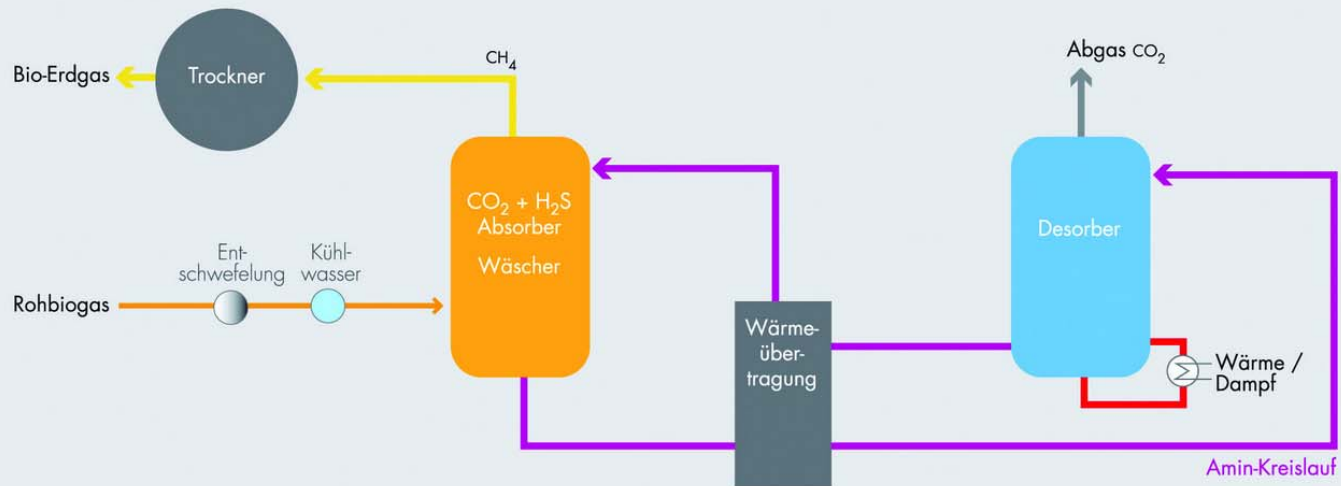 Bio-Erdgas
Trockner
CH₄
Abgas CO₂
CO₂ + H₂S
Absorber
Wäscher
Desorber
Ent-
schwefelung
Kühl-
wasser
Rohbiogas
Wärme-
über-
tragung
Wärme /
Dampf
Amin-Kreislauf